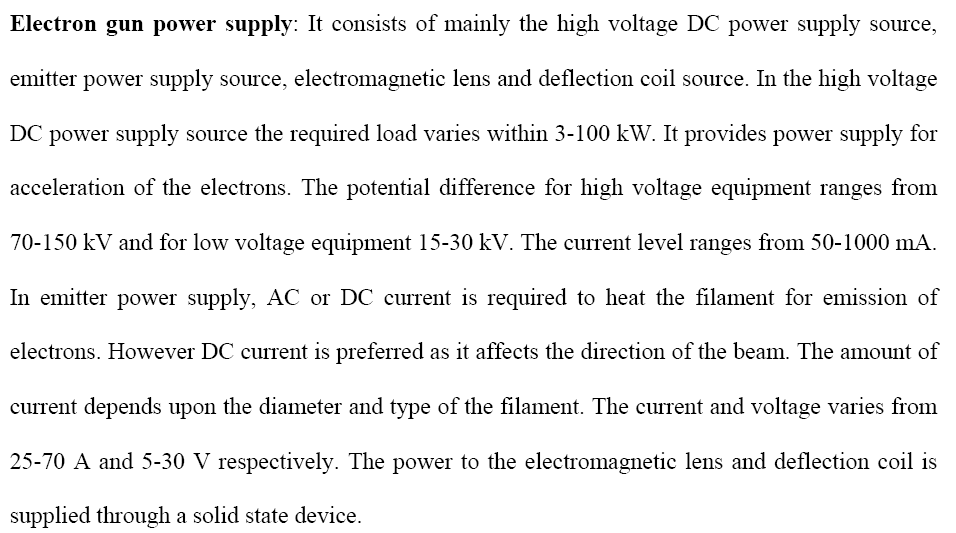 Electron gun power supply: It consists of mainly the high voltage DC power supply source,
emitter power supply source, electromagnetic lens and deflection coil source. In the high voltage
DC power supply source the required load varies within 3-100 kW. It provides power supply for
acceleration of the electrons. The potential difference for high voltage equipment ranges from
70-150 kV and for low voltage equipment 15-30 kV. The current level ranges from 50-1000 mA.
In emitter power supply, AC or DC current is required to heat the filament for emission of
electrons. However DC current is preferred as it affects the direction of the beam. The amount of
current depends upon the diameter and type of the filament. The current and voltage varies from
25-70 A and 5-30 V respectively. The power to the electromagnetic lens and deflection coil is
supplied through a solid state device.